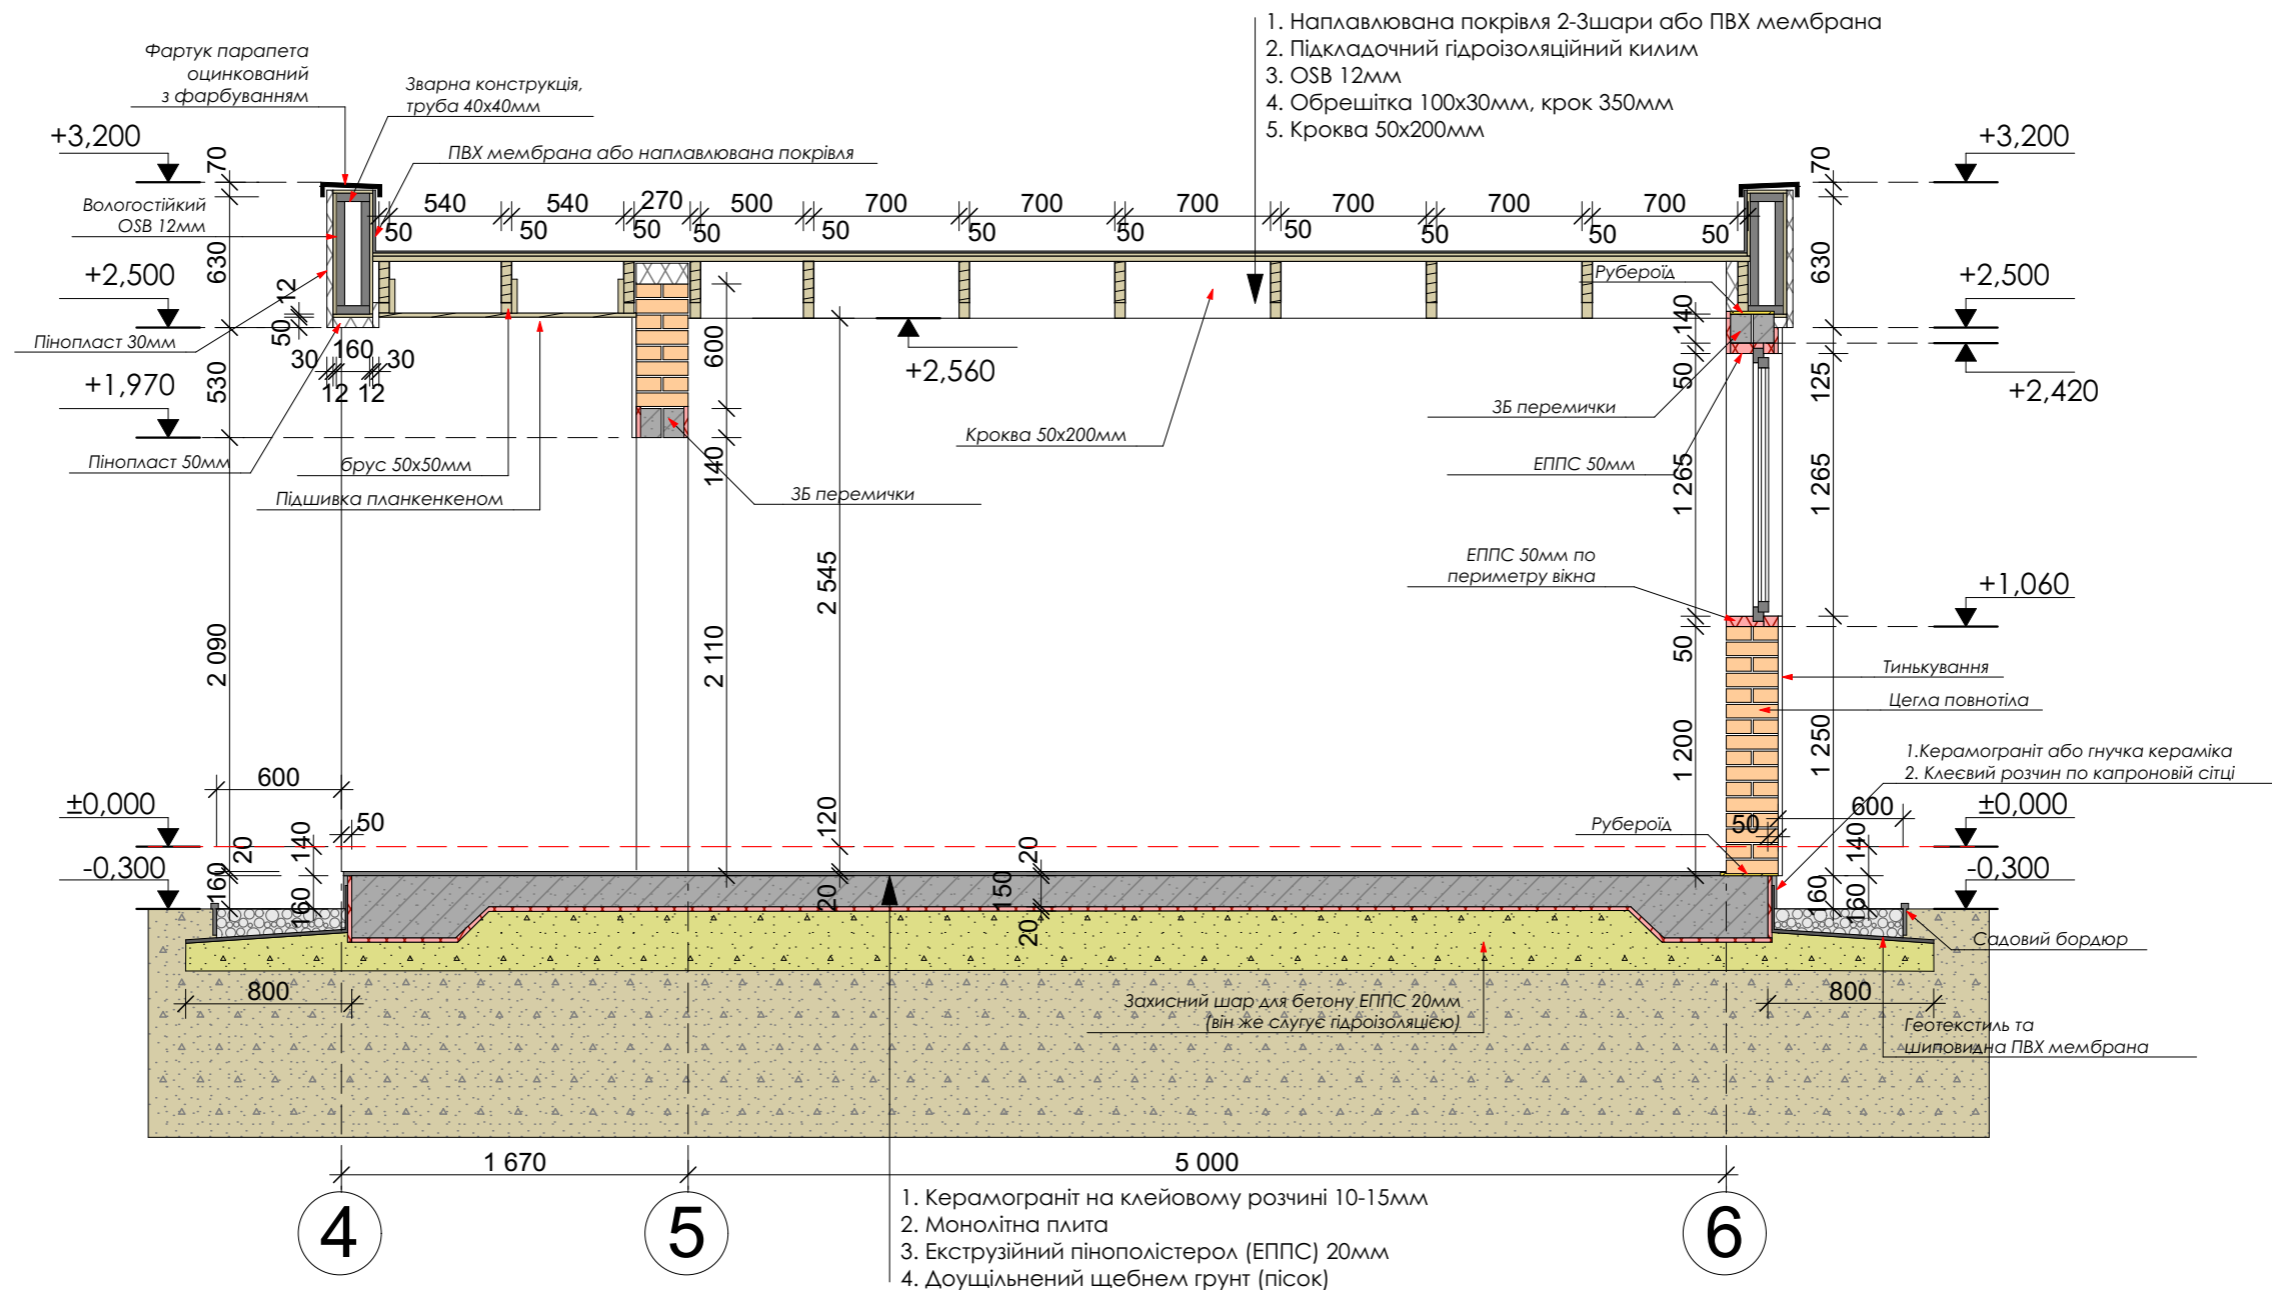 1. Наплавлювана покрівля 2-3шари або ПВХ мембрана
2. Підкладочний гідроізоляційний килим
3. OSB 12мм
4. Обрешітка 100х30мм, крок 350мм
5. Кроква 50х200мм
Фартук парапета
оцинкований
з фарбуванням
Зварна конструкція,
труба 40х40мм
ПВХ мембрана або наплавлювана покрівля
+3,200
+3,200
70
70
Вологостійкий
OSB 12мм
540 540 270 500 700 700 700 700 700 700
50 50 50 50 50 50 50 50 50 50 50
630
630
+2,500
+2,500
Рубероїд
12
50
140
Пінопласт 30мм
160
30 30
12 12
+2,560
+2,420
600
50
125
530
+1,970
ЗБ перемички
Кроква 50х200мм
Пінопласт 50мм
брус 50х50мм
Підшивка планкенкеном
140
ЗБ перемички
ЕППС 50мм
1 265
1 265
ЕППС 50мм по
периметру вікна
2 545
+1,060
2 090
2 110
50
Тинькування
Цегла повнотіла
1 200
1 250
1.Керамограніт або гнучка кераміка
2. Клеєвий розчин по капроновій сітці
600
600
±0,000
±0,000
50
120
Рубероїд
50
20
140
20
140
-0,300
-0,300
160
160
20
150
160
160
20
Садовий бордюр
800
800
Захисний шар для бетону ЕППС 20мм
(він же слугує гідроізоляцією)
Геотекстиль та
шиповидна ПВХ мембрана
1 670
5 000
4
5
6
1. Керамограніт на клейовому розчині 10-15мм
2. Монолітна плита
3. Екструзійний пінополістерол (ЕППС) 20мм
4. Доущільнений щебнем грунт (пісок)